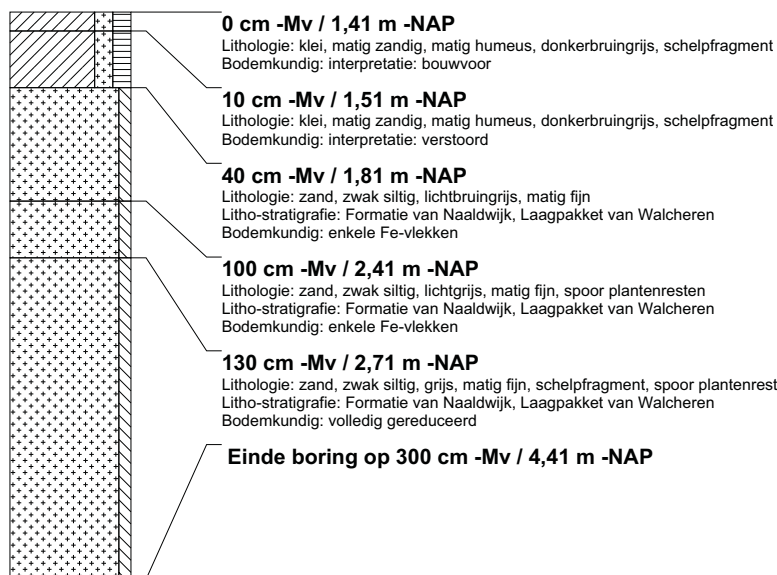 0 cm -Mv / 1,41 m -NAP
Lithologie: klei, matig zandig, matig humeus, donkerbruingrijs, schelpfragment
Bodemkundig: interpretatie: bouwvoor
10 cm -Mv / 1,51 m -NAP
Lithologie: klei, matig zandig, matig humeus, donkerbruingrijs, schelpfragment
Bodemkundig: interpretatie: verstoord
40 cm -Mv / 1,81 m -NAP
Lithologie: zand, zwak siltig, lichtbruingrijs, matig fijn
Litho-stratigrafie: Formatie van Naaldwijk, Laagpakket van Walcheren
Bodemkundig: enkele Fe-vlekken
100 cm -Mv / 2,41 m -NAP
Lithologie: zand, zwak siltig, lichtgrijs, matig fijn, spoor plantenresten
Litho-stratigrafie: Formatie van Naaldwijk, Laagpakket van Walcheren
Bodemkundig: enkele Fe-vlekken
130 cm -Mv / 2,71 m -NAP
Lithologie: zand, zwak siltig, grijs, matig fijn, schelpfragment, spoor plantenrest
Litho-stratigrafie: Formatie van Naaldwijk, Laagpakket van Walcheren
Bodemkundig: volledig gereduceerd
Einde boring op 300 cm -Mv / 4,41 m -NAP